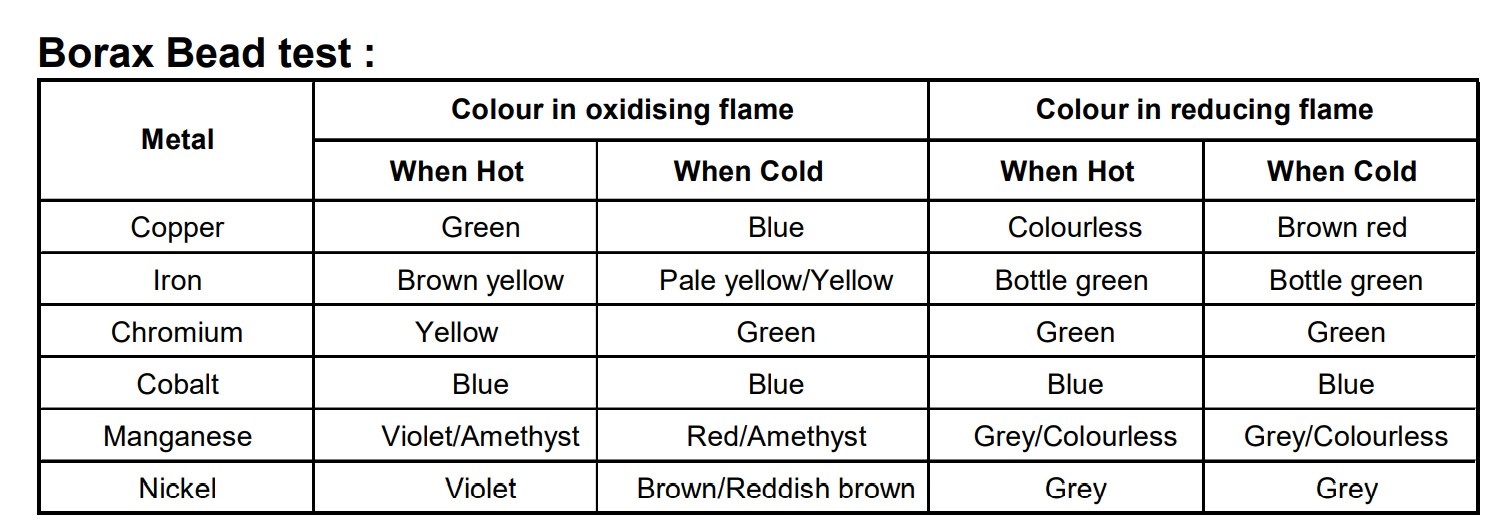 Borax Bead test :
Metal Colour in oxidising flame Colour in reducing flame
When Hot When Cold When Hot When Cold
Copper Green Blue Colourless Brown red
Iron Brown yellow Pale yellow/Yellow Bottle green Bottle green
Chromium Yellow Green Green Green
Cobalt Blue Blue Blue Blue
Manganese Violet/Amethyst Red/Amethyst Grey/Colourless Grey/Colourless
Nickel Violet Brown/Reddish brown Grey Grey